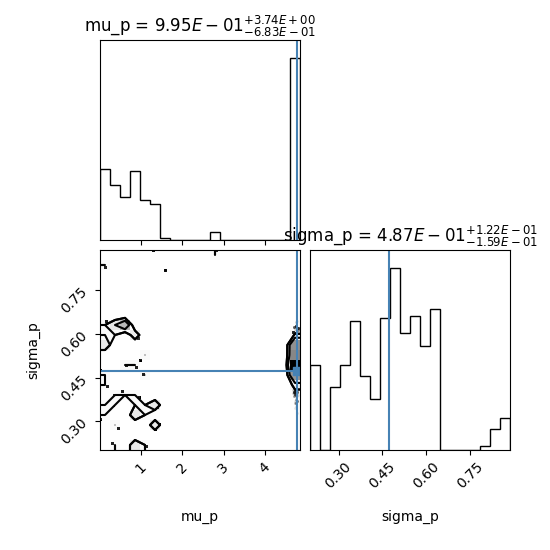 mu_p = 9.95E − 01+3.74E+00−6.83E−01
sigma_p = 4.87E − 01+1.22E−01−1.59E−01
0.75
0.60
0.45
0.30
sigma_p
1 2 3 4
0.30 0.45 0.60 0.75
mu_p
sigma_p